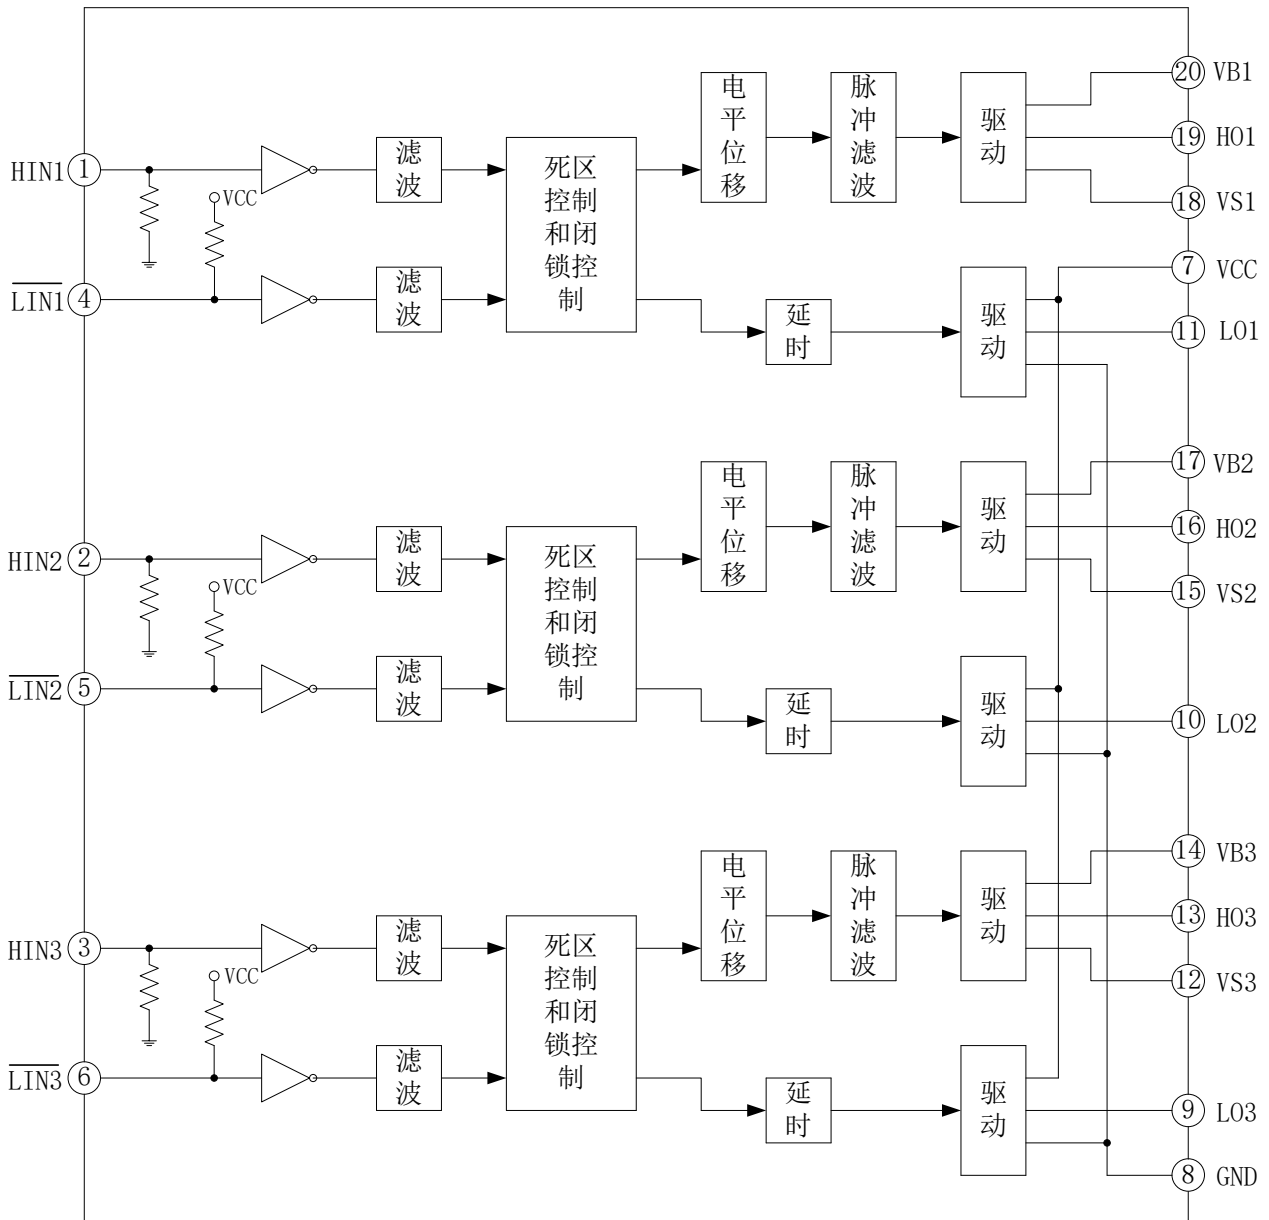 20 VB1
电平位移
脉冲滤波
驱动
HIN1 1
滤波
死区
控制
和闭
锁控
制
19 HO1
VCC
18 VS1
LIN1 4
滤波
延时
驱动
7 VCC
11 LO1
17 VB2
电平位移
脉冲滤波
驱动
HIN2 2
滤波
死区
控制
和闭
锁控
制
16 HO2
VCC
15 VS2
LIN2 5
滤波
延时
驱动
10 LO2
14 VB3
电平位移
脉冲滤波
驱动
HIN3 3
滤波
死区
控制
和闭
锁控
制
13 HO3
VCC
12 VS3
LIN3 6
滤波
延时
驱动
9 LO3
8 GND